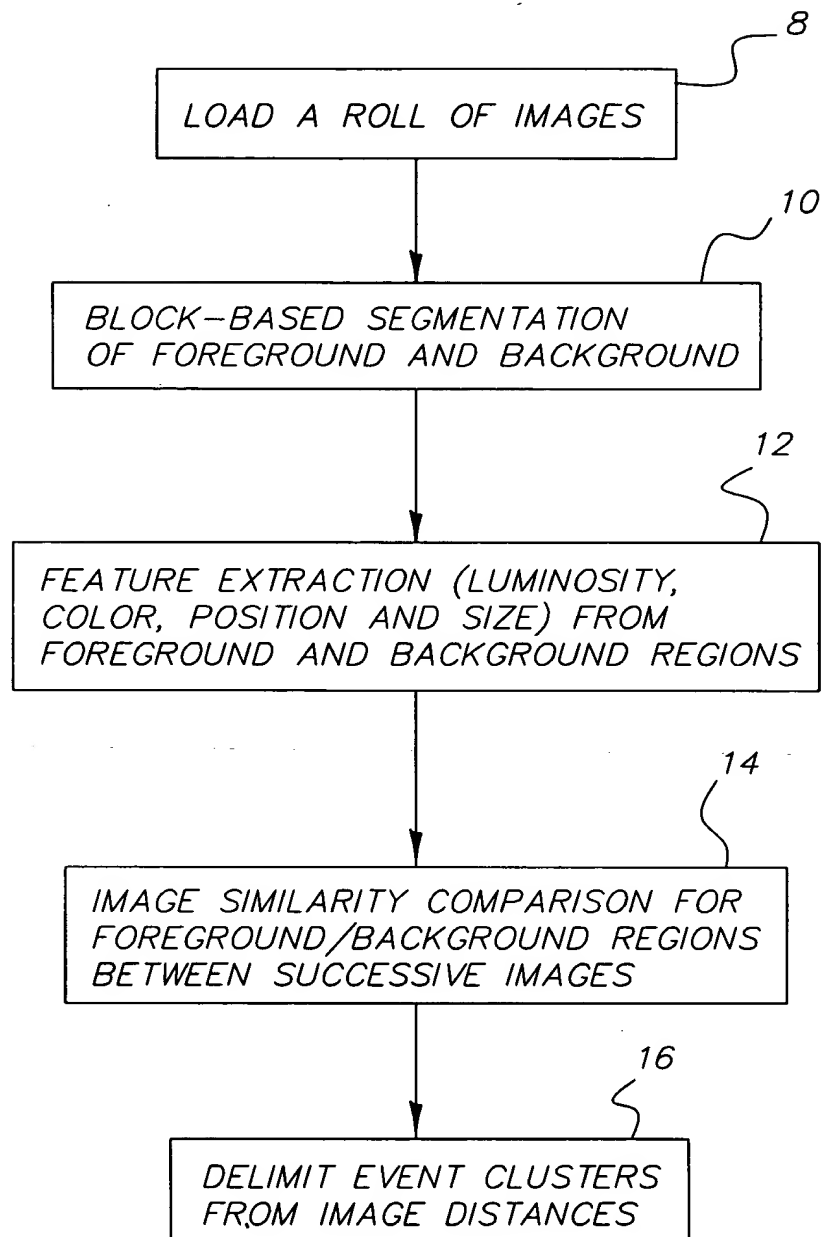 8
LOAD A ROLL OF IMAGES
10
BLOCK-BASED SEGMENTATION
OF FOREGROUND AND BACKGROUND
12
FEATURE EXTRACTION (LUMINOSITY,
COLOR, POSITION AND SIZE) FROM
FOREGROUND AND BACKGROUND REGIONS
14
IMAGE SIMILARITY COMPARISON FOR
FOREGROUND/BACKGROUND REGIONS
BETWEEN SUCCESSIVE IMAGES
16
DELIMIT EVENT CLUSTERS
FROM IMAGE DISTANCES